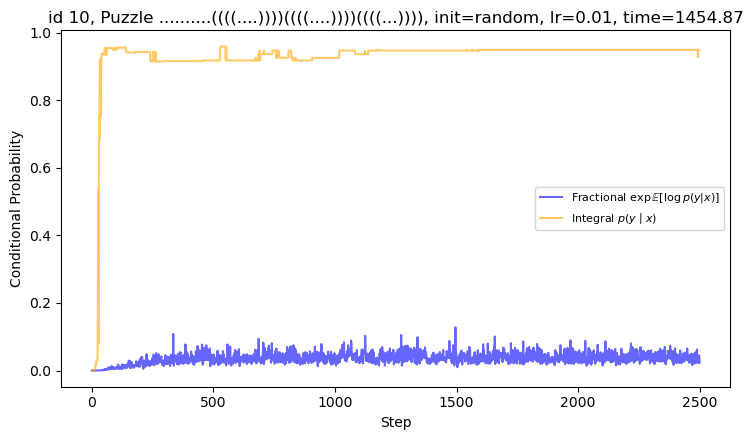 id 10, Puzzle ..........((((....))))((((....))))((((...)))), init=random, lr=0.01, time=1454.87
1.0
0.8
0.6
0.4
0.2
0.0
Conditional Probability
Fractional exp𝔼[log p(y|x)]
Integral p(y | x)
0
500
1000
1500
2000
2500
Step